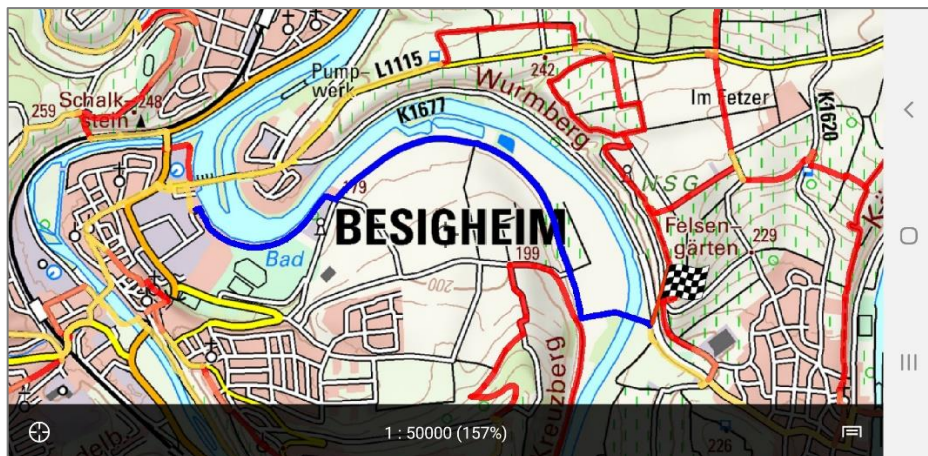 L1115
Pump-
werk
242
Wurmberg
K1677
259
Schalk-
248
stein
Im Fetzer
K1620
NSG
179
BESIGHEIM
Felsen-
gärten
229
199
200
Bad
Kreuzberg
226
1 : 50000 (157%)